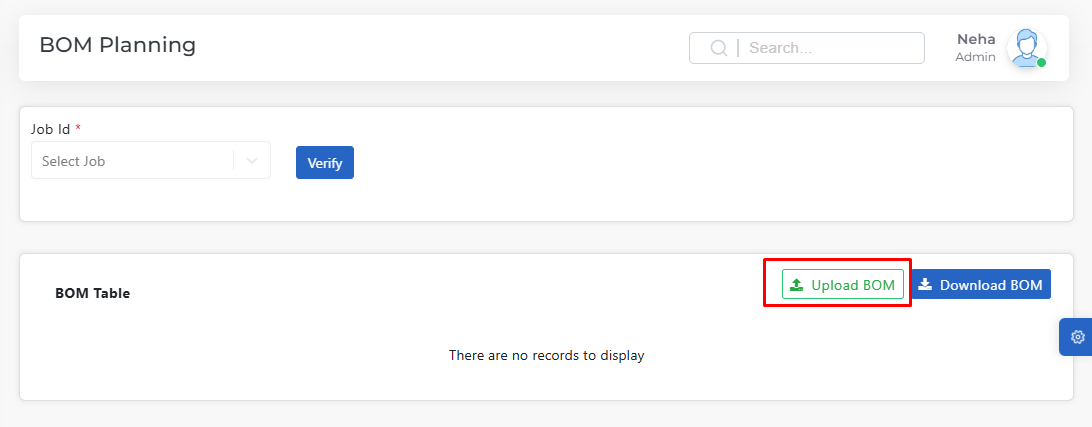 BOM Planning
Search...
Neha
Admin
Job Id *
Select Job
Verify
BOM Table
Upload BOM
Download BOM
There are no records to display